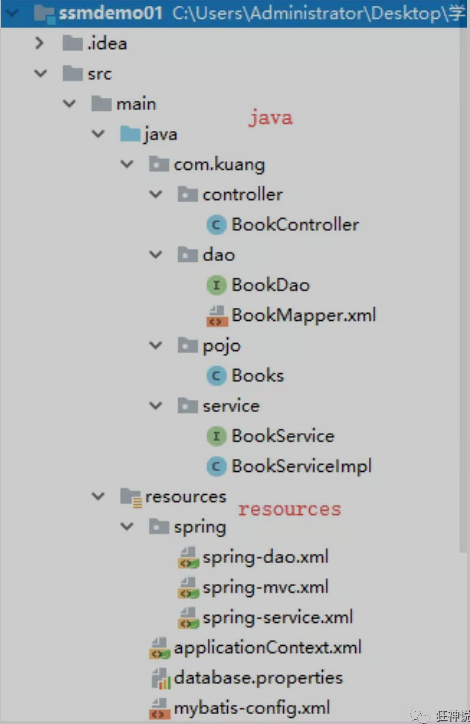 ssmdemo01 C:\Users\Administrator\Desktop\学
.idea
src
main
java
java
com.kuang
controller
C BookController
dao
I BookDao
BookMapper.xml
pojo
C Books
service
I BookService
C BookServiceImpl
resources
resources
spring
spring-dao.xml
spring-mvc.xml
spring-service.xml
applicationContext.xml
database.properties
mybatis-config.xml
狂神说